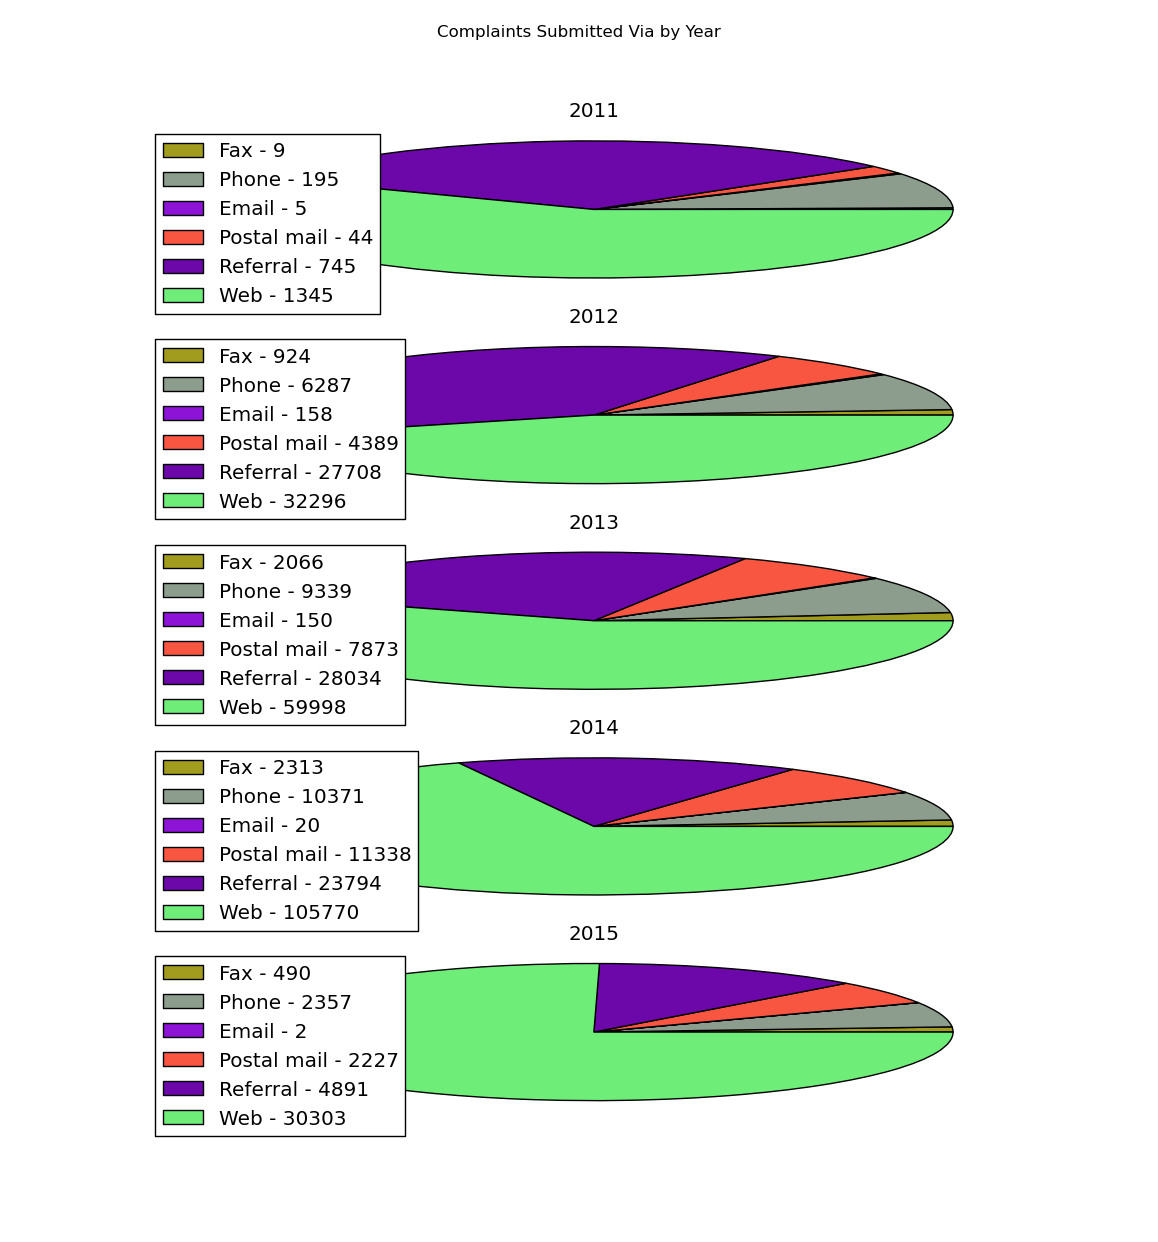 Complaints Submitted Via by Year
2011
Fax - 9
Phone - 195
Email - 5
Postal mail - 44
Referral - 745
Web - 1345
2012
Fax - 924
Phone - 6287
Email - 158
Postal mail - 4389
Referral - 27708
Web - 32296
2013
Fax - 2066
Phone - 9339
Email - 150
Postal mail - 7873
Referral - 28034
Web - 59998
2014
Fax - 2313
Phone - 10371
Email - 20
Postal mail - 11338
Referral - 23794
Web - 105770
2015
Fax - 490
Phone - 2357
Email - 2
Postal mail - 2227
Referral - 4891
Web - 30303